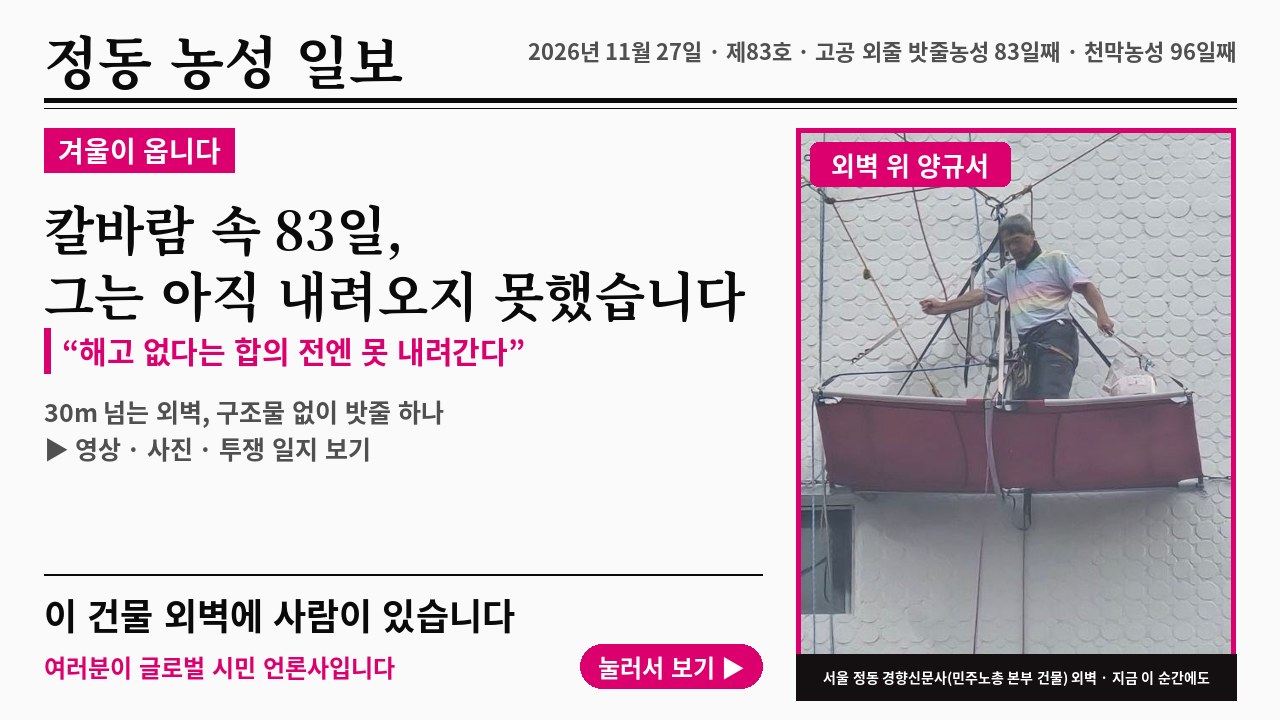 정동 농성 일보
2026년 11월 27일 · 제83호 · 고공 외줄 밧줄농성 83일째 · 천막농성 96일째
겨울이 옵니다
칼바람 속 83일,
그는 아직 내려오지 못했습니다
“해고 없다는 합의 전엔 못 내려간다”
30m 넘는 외벽, 구조물 없이 밧줄 하나
▶ 영상 · 사진 · 투쟁 일지 보기
이 건물 외벽에 사람이 있습니다
여러분이 글로벌 시민 언론사입니다
눌러서 보기 ▶
외벽 위 양규서
서울 정동 경향신문사(민주노총 본부 건물) 외벽 · 지금 이 순간에도